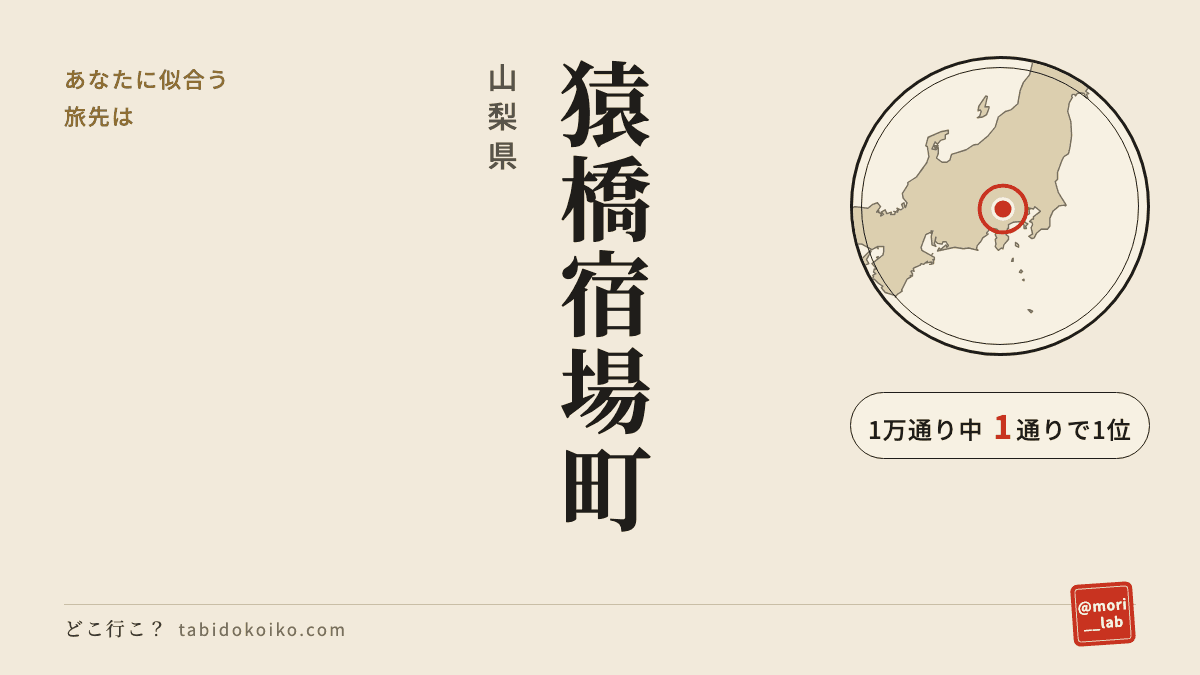 あなたに似合う
旅先は
猿橋宿場町
山梨県
1万通り中 1通りで1位
どこ行こ? tabidokoiko.com
@mori
__lab